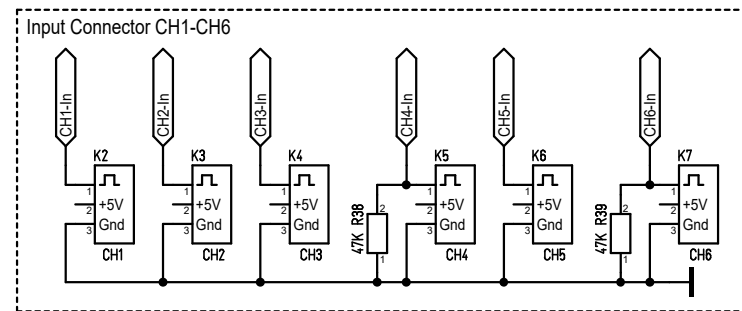 Input Connector CH1-CH6
CH1-In
CH2-In
CH3-In
CH4-In
CH5-In
CH6-In
K2
K3
K4
K5
K6
K7
1
1
1
2
1
1
2
1
+5V
+5V
+5V
+5V
+5V
+5V
2
2
2
2
2
2
Gnd
Gnd
Gnd
47K R38
Gnd
Gnd
47K R39
Gnd
3
3
3
3
3
3
1
1
CH1
CH2
CH3
CH4
CH5
CH6